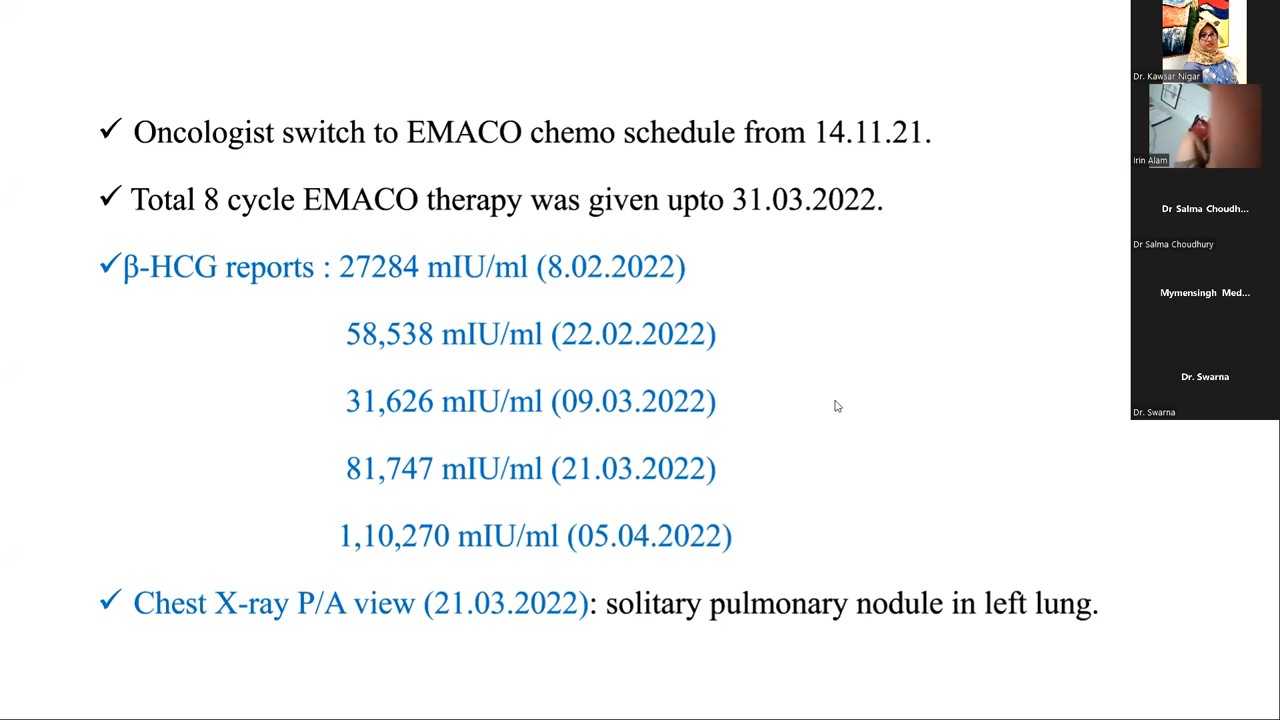 ✓ Oncologist switch to EMACO chemo schedule from 14.11.21.
✓ Total 8 cycle EMACO therapy was given upto 31.03.2022.
✓β-HCG reports : 27284 mIU/ml (8.02.2022)
58,538 mIU/ml (22.02.2022)
31,626 mIU/ml (09.03.2022)
81,747 mIU/ml (21.03.2022)
1,10,270 mIU/ml (05.04.2022)
✓ Chest X-ray P/A view (21.03.2022): solitary pulmonary nodule in left lung.
Dr. Kawsar Nigar
Irin Alam
Dr Salma Choudh...
Dr Salma Choudhury
Mymensingh Med...
Dr. Swarna
Dr. Swarna